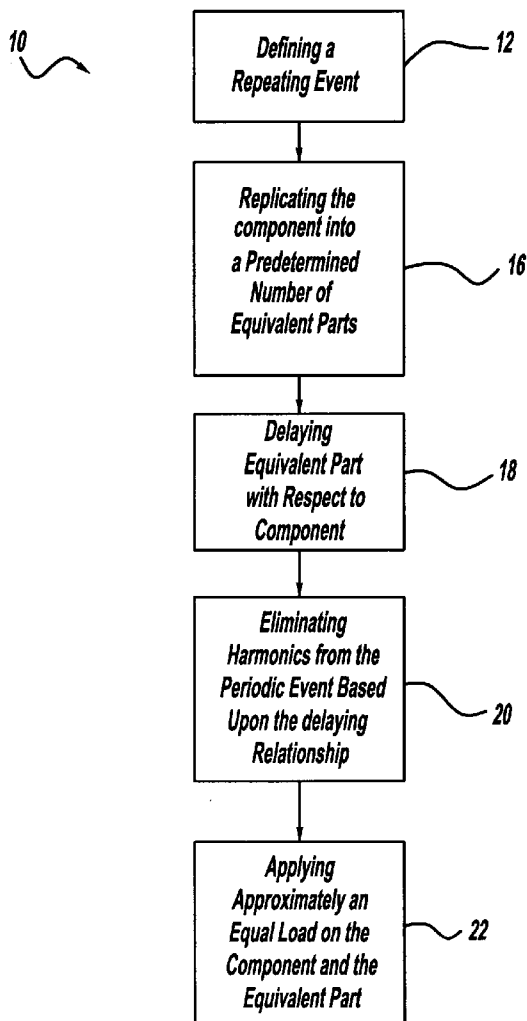 10
Defining a
Repeating Event
12
Replicating the
component into
a Predetermined
Number of
Equivalent Parts
16
Delaying
Equivalent Part
with Respect to
Component
18
Eliminating
Harmonics from the
Periodic Event Based
Upon the delaying
Relationship
20
Applying
Approximately an
Equal Load on the
Component and the
Equivalent Part
22